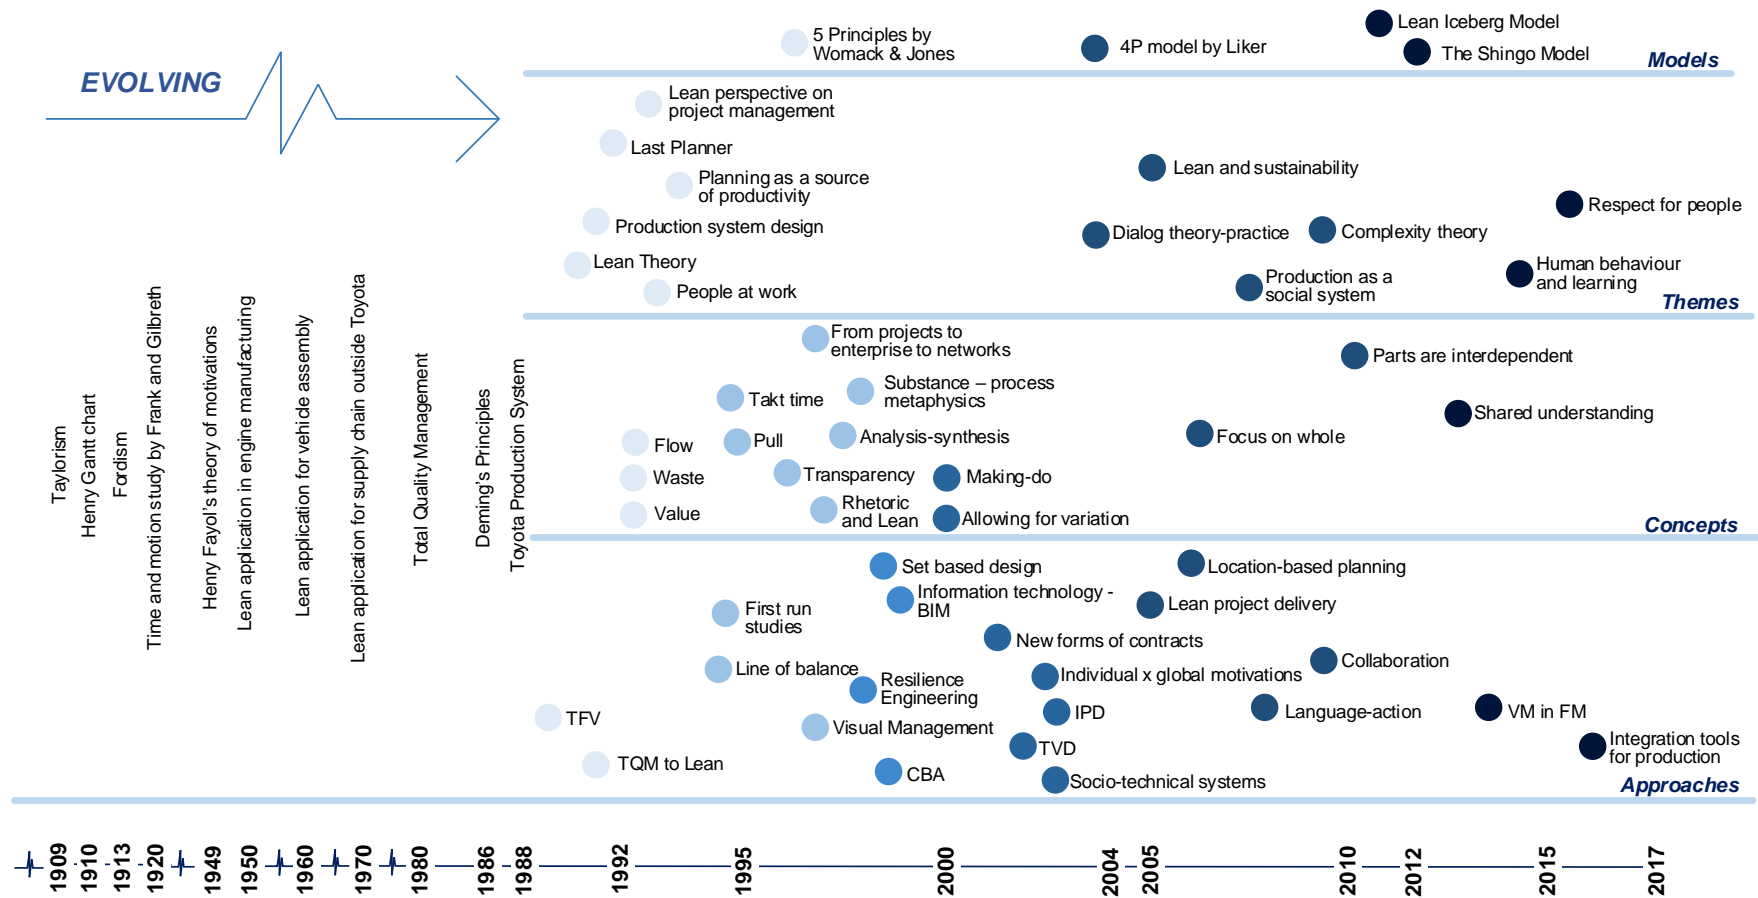 EVOLVING
5 Principles by
Womack & Jones
4P model by Liker
Lean Iceberg Model
The Shingo Model
Models
Lean perspective on
project management
Last Planner
Planning as a source
of productivity
Production system design
Lean Theory
People at work
Lean and sustainability
Dialog theory-practice
Complexity theory
Production as a
social system
Respect for people
Human behaviour
and learning
Themes
From projects to
enterprise to networks
Takt time
Substance – process
metaphysics
Flow
Pull
Analysis-synthesis
Waste
Transparency
Making-do
Value
Rhetoric
and Lean
Allowing for variation
Focus on whole
Parts are interdependent
Shared understanding
Concepts
Set based design
Information technology -
BIM
First run
studies
New forms of contracts
Line of balance
Resilience
Engineering
Individual x global motivations
TFV
Visual Management
IPD
TVD
TQM to Lean
CBA
Socio-technical systems
Location-based planning
Lean project delivery
Collaboration
Language-action
VM in FM
Integration tools
for production
Approaches
Taylorism
Henry Gantt chart
Fordism
Time and motion study by Frank and Gilbreth
Henry Fayol's theory of motivations
Lean application in engine manufacturing
Lean application for vehicle assembly
Lean application for supply chain outside Toyota
Total Quality Management
Deming's Principles
Toyota Production System
1909
1910
1913
1920
1949
1950
1960
1970
1980
1986
1988
1992
1995
2000
2004
2005
2010
2012
2015
2017